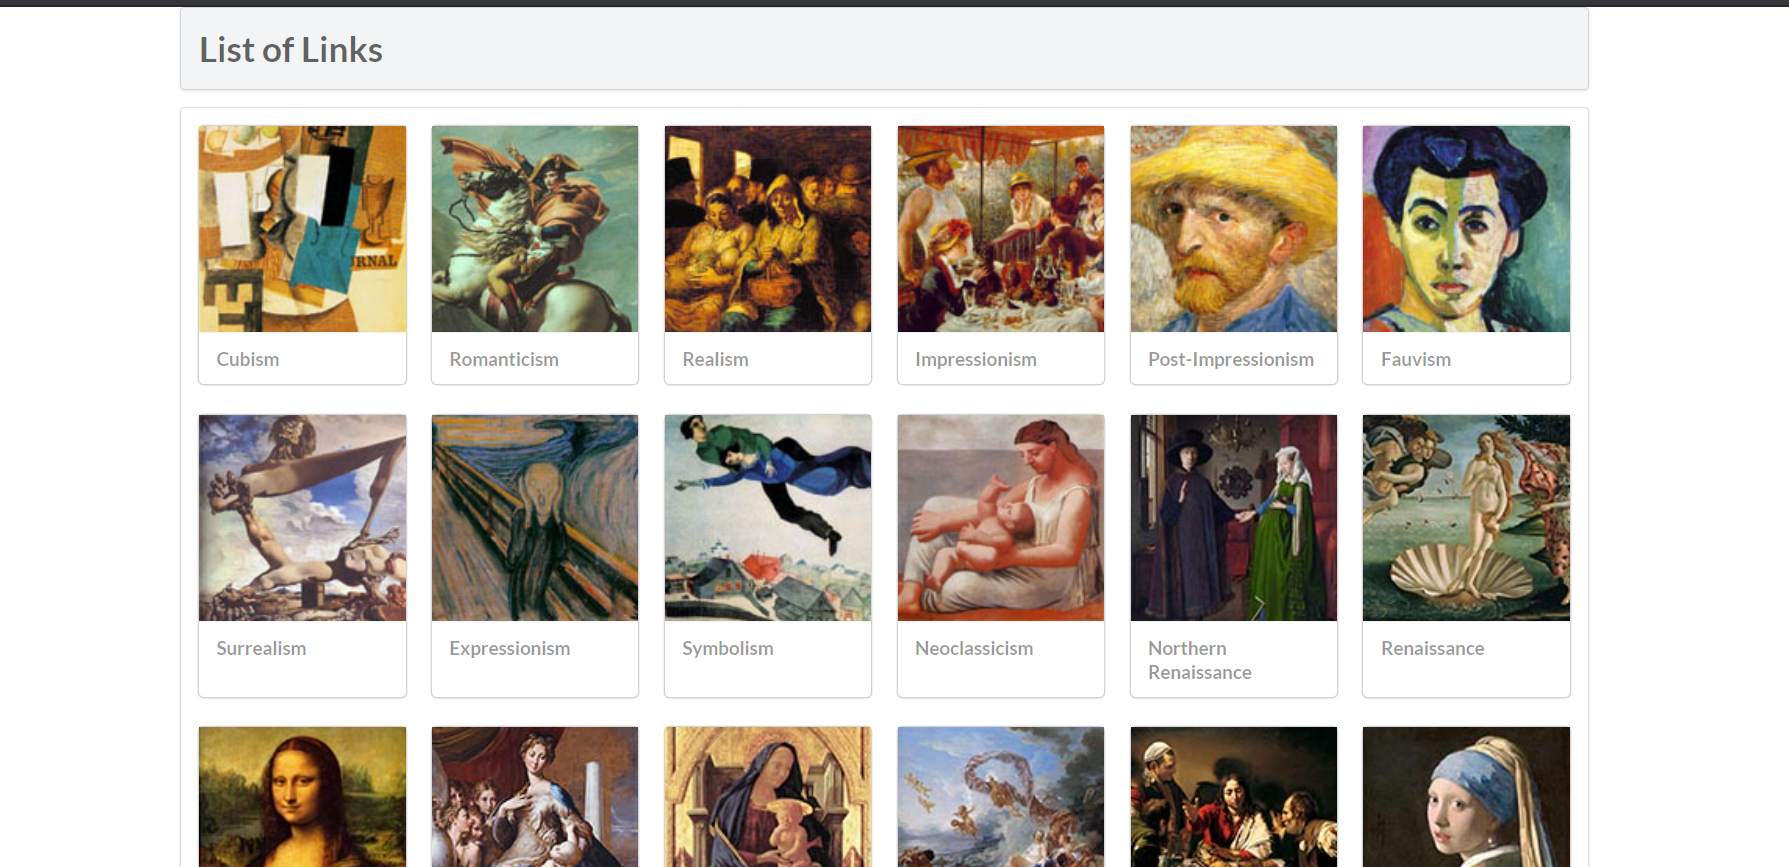 List of Links
RNAL
Cubism
Romanticism
Realism
Impressionism
Post-Impressionism
Fauvism
Surrealism
Expressionism
Symbolism
Neoclassicism
Northern
Renaissance
Renaissance